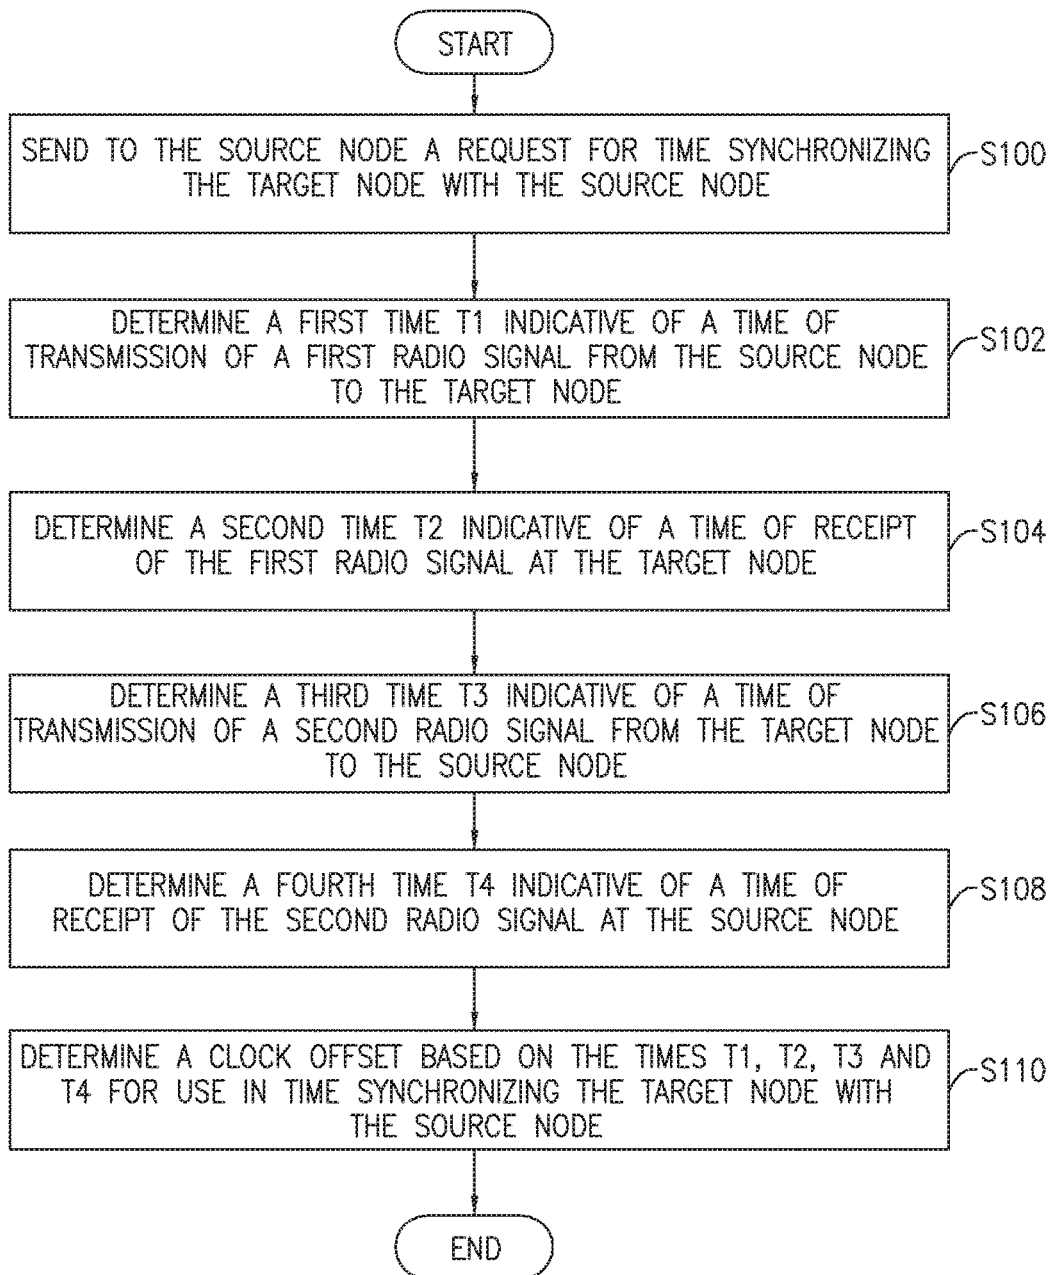 START
SEND TO THE SOURCE NODE A REQUEST FOR TIME SYNCHRONIZING
THE TARGET NODE WITH THE SOURCE NODE
S100
DETERMINE A FIRST TIME T1 INDICATIVE OF A TIME OF
TRANSMISSION OF A FIRST RADIO SIGNAL FROM THE SOURCE NODE
TO THE TARGET NODE
S102
DETERMINE A SECOND TIME T2 INDICATIVE OF A TIME OF RECEIPT
OF THE FIRST RADIO SIGNAL AT THE TARGET NODE
S104
DETERMINE A THIRD TIME T3 INDICATIVE OF A TIME OF
TRANSMISSION OF A SECOND RADIO SIGNAL FROM THE TARGET NODE
TO THE SOURCE NODE
S106
DETERMINE A FOURTH TIME T4 INDICATIVE OF A TIME OF
RECEIPT OF THE SECOND RADIO SIGNAL AT THE SOURCE NODE
S108
DETERMINE A CLOCK OFFSET BASED ON THE TIMES T1, T2, T3 AND
T4 FOR USE IN TIME SYNCHRONIZING THE TARGET NODE WITH
THE SOURCE NODE
S110
END